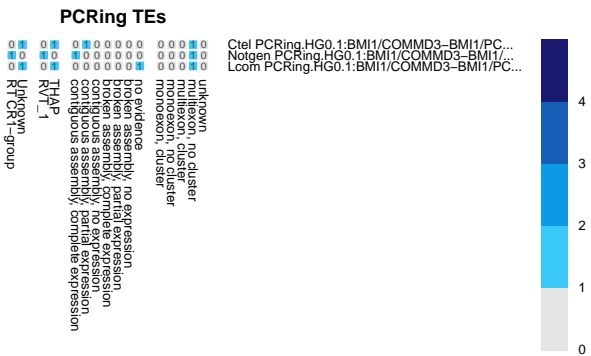 PCRing TEs
0 1 0 1 0 1 0 0 0 0 0 0 0 0 1 0 Ctel PCRing.HG0.1:BMI1/COMMD3−BMI1/PC...
1 0 1 0 1 0 0 0 0 0 0 0 0 0 1 0 Notgen PCRing.HG0.1:BMI1/COMMD3−BMI1/...
0 1 0 1 0 0 0 0 0 0 1 0 0 0 1 0 Lcom PCRing.HG0.1:BMI1/COMMD3−BMI1/PC...
RT CR1−group
Unknown
RVT_1
THAP
contiguous assembly, complete expression
contiguous assembly, partial expression
contiguous assembly, no expression
broken assembly, complete expression
broken assembly, partial expression
broken assembly, no expression
no evidence
monoexon, cluster
monoexon, no cluster
multiexon, cluster
multiexon, no cluster
unknown
4
3
2
1
0